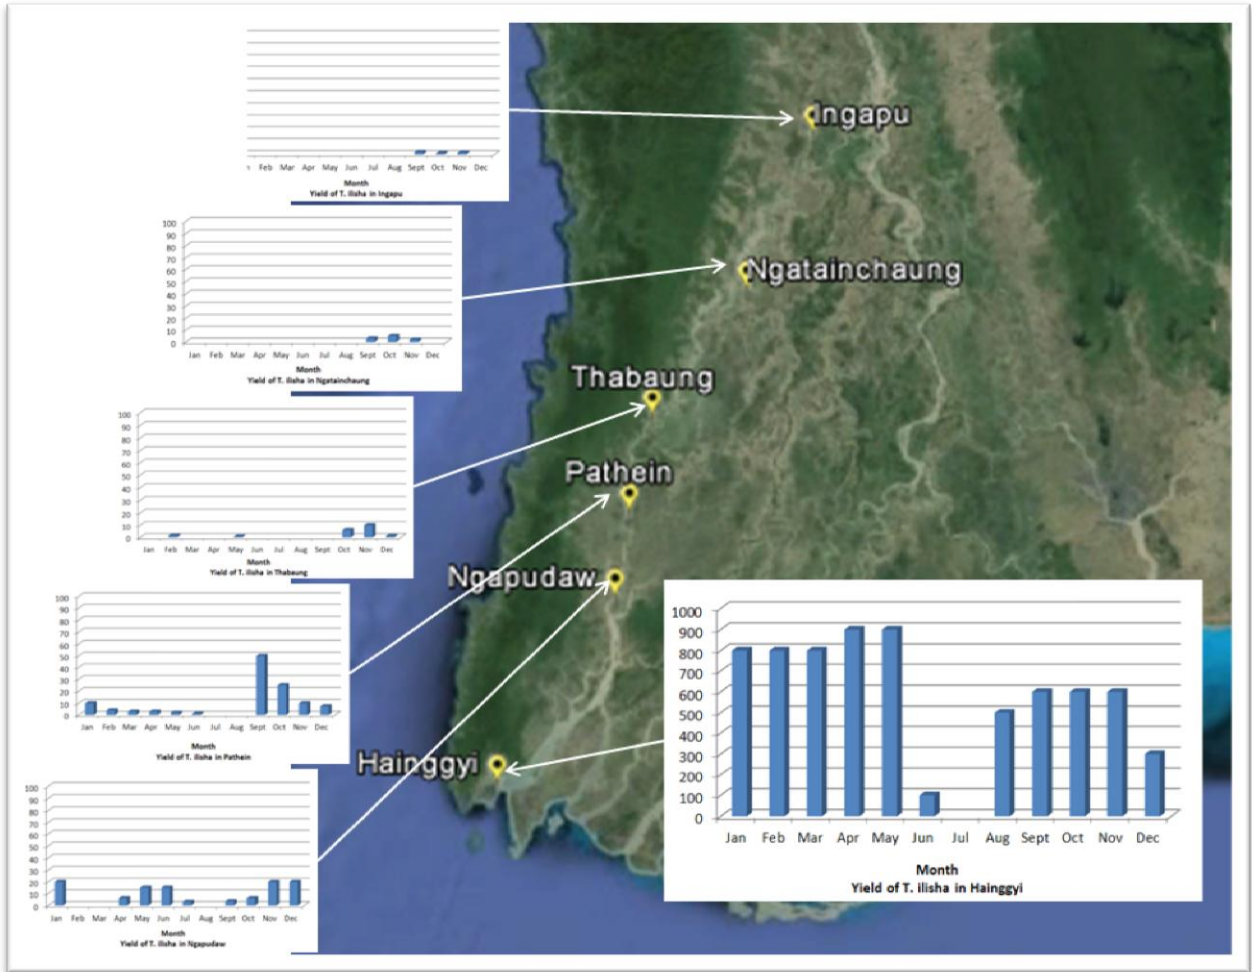 Ingapu
Feb Mar Apr May Jun Jul Aug Sept Oct Nov Dec
Month
Yield of T. ilisha in Ingapu
100
90
80
70
60
50
40
30
20
10
0
Jan Feb Mar Apr May Jun Jul Aug Sept Oct Nov Dec
Month
Yield of T. ilisha in Ngatainchaung
Ngatainchaung
Thabaung
100
90
80
70
60
50
40
30
20
10
0
Jan Feb Mar Apr May Jun Jul Aug Sept Oct Nov Dec
Month
Yield of T. ilisha in Thabaung
Pathein
Ngapudaw
100
90
80
70
60
50
40
30
20
10
0
Jan Feb Mar Apr May Jun Jul Aug Sept Oct Nov Dec
Month
Yield of T. ilisha in Pathein
Hainggyi
1000
900
800
700
600
500
400
300
200
100
0
Jan Feb Mar Apr May Jun Jul Aug Sept Oct Nov Dec
Month
Yield of T. ilisha in Hainggyi
100
90
80
70
60
50
40
30
20
10
0
Jan Feb Mar Apr May Jun Jul Aug Sept Oct Nov Dec
Month
Yield of T. ilisha in Ngapudaw